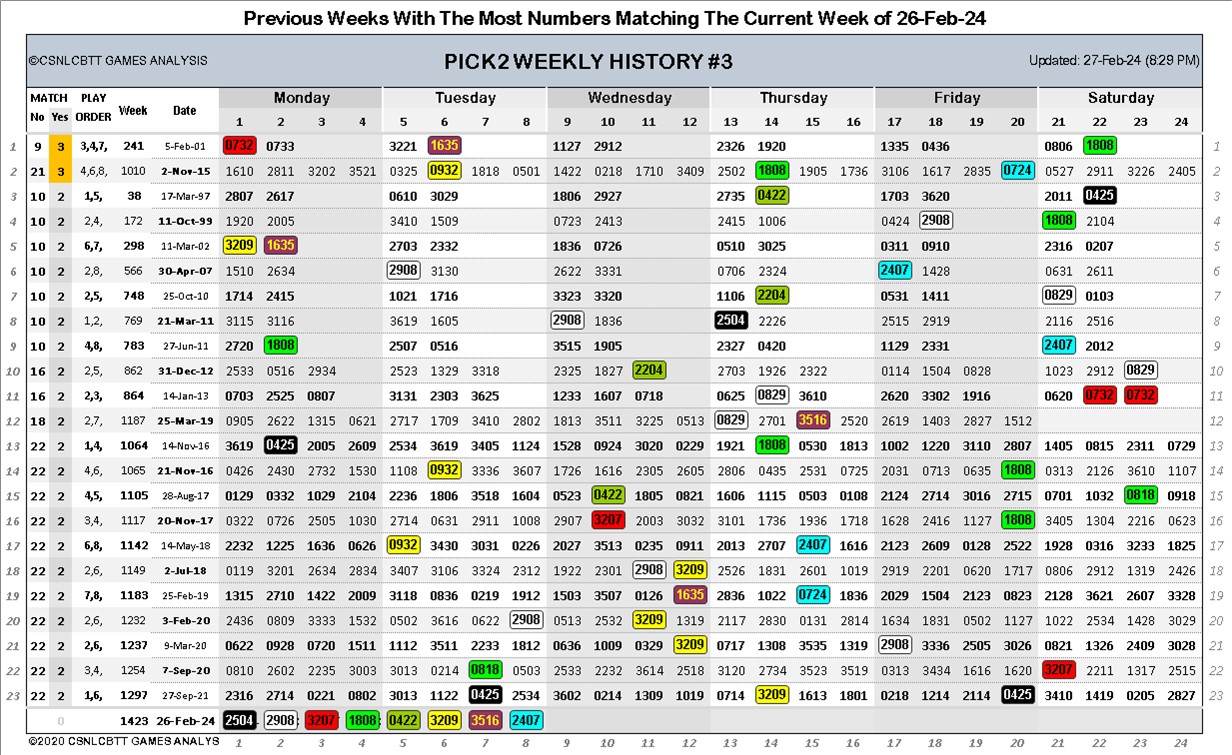 Previous Weeks With The Most Numbers Matching The Current Week of 26-Feb-24
©CSNLCBTT GAMES ANALYSIS PICK2 WEEKLY HISTORY #3 Updated: 27-Feb-24 (8:29 PM)
MATCH PLAY Week Date Monday Tuesday Wednesday Thursday Friday Saturday
No Yes ORDER 1 2 3 4 5 6 7 8 9 10 11 12 13 14 15 16 17 18 19 20 21 22 23 24
1 9 3 3,4,7, 241 5-Feb-01 0732 0733 3221 1635 1127 2912 2326 1920 1335 0436 0806 1808 1
2 21 3 4,6,8, 1010 2-Nov-15 1610 2811 3202 3521 0325 0932 1818 0501 1422 0218 1710 3409 2502 1808 1905 1736 3106 1617 2835 0724 0527 2911 3226 2405 2
3 10 2 1,5, 38 17-Mar-97 2807 2617 0610 3029 1806 2927 2735 0422 1703 3620 2011 0425 3
4 10 2 2,4, 172 11-Oct-99 1920 2005 3410 1509 0723 2413 2415 1006 0424 2908 1808 2104 4
5 10 2 6,7, 298 11-Mar-02 3209 1635 2703 2332 1836 0726 0510 3025 0311 0910 2316 0207 5
6 10 2 2,8, 566 30-Apr-07 1510 2634 2908 3130 2622 3331 0706 2324 2407 1428 0631 2611 6
7 10 2 2,5, 748 25-Oct-10 1714 2415 1021 1716 3323 3320 1106 2204 0531 1411 0829 0103 7
8 10 2 1,2, 769 21-Mar-11 3115 3116 3619 1605 2908 1836 2504 2226 2515 2919 2116 2516 8
9 10 2 4,8, 783 27-Jun-11 2720 1808 2507 0516 3515 1905 2327 0420 1129 2331 2407 2012 9
10 16 2 2,5, 862 31-Dec-12 2533 0516 2934 2523 1329 3318 2325 1827 2204 2703 1926 2322 0114 1504 0828 1023 2912 0829 10
11 16 2 2,3, 864 14-Jan-13 0703 2525 0807 3131 2303 3625 1233 1607 0718 0625 0829 3610 2620 3302 1916 0620 0732 0732 11
12 18 2 2,7, 1187 25-Mar-19 0905 2622 1315 0621 2717 1709 3410 2802 1813 3511 3225 0513 0829 2701 3516 2520 2619 1403 2827 1512 12
13 22 2 1,4, 1064 14-Nov-16 3619 0425 2005 2609 2534 3619 3405 1124 1528 0924 3020 0229 1921 1808 0530 1813 1002 1220 3110 2807 1405 0815 2311 0729 13
14 22 2 4,6, 1065 21-Nov-16 0426 2430 2732 1530 1108 0932 3336 3607 1726 1616 2305 2605 2806 0435 2531 0725 2031 0713 0635 1808 0313 2126 3610 1107 14
15 22 2 4,5, 1105 28-Aug-17 0129 0332 1029 2104 2236 1806 3518 1604 0523 0422 1805 0821 1606 1115 0503 0108 2124 2714 3016 2715 0701 1032 0818 0918 15
16 22 2 3,4, 1117 20-Nov-17 0322 0726 2505 1030 2714 0631 2911 1008 2907 3207 2003 3032 3101 1736 1936 1718 1628 2416 1127 1808 3405 1304 2216 0623 16
17 22 2 6,8, 1142 14-May-18 2232 1225 1636 0626 0932 3430 3031 0226 2027 3513 0235 0911 2013 2707 2407 1616 2123 2609 0128 2522 1928 0316 3233 1825 17
18 22 2 2,6, 1149 2-Jul-18 0119 3201 2634 2834 3407 3106 3324 2312 1922 2301 2908 3209 2526 1831 2601 1019 2919 2201 0620 1717 0806 2912 1319 2426 18
19 22 2 7,8, 1183 25-Feb-19 1315 2710 1422 2009 3118 0836 0219 1912 1503 3507 0126 1635 2836 1022 0724 1836 2029 1504 2123 0823 2128 3621 2607 3328 19
20 22 2 2,6, 1232 3-Feb-20 2436 0809 3333 1532 0502 3616 0622 2908 0513 2532 3209 1319 2117 2830 0131 2814 1634 1831 0502 1127 1022 2534 1428 3029 20
21 22 2 2,6, 1237 9-Mar-20 0622 0928 0720 1511 1112 3511 2233 1812 0636 1009 0329 3209 0717 1308 3535 1319 2908 3336 2505 3026 0821 1326 2409 3028 21
22 22 2 3,4, 1254 7-Sep-20 0810 2602 2235 3003 3013 0214 0818 0503 2533 2232 3614 2518 3120 2734 3523 3519 0313 3434 1616 1620 3207 2211 1317 2515 22
23 22 2 1,6, 1297 27-Sep-21 2316 2714 0221 0802 3013 1122 0425 2534 3602 0214 1309 1019 0714 3209 1613 1801 0218 1214 2114 0425 3410 1419 0205 2827 23
0 1423 26-Feb-24 2504 2908 3207 1808 0422 3209 3516 2407
©2020 CSNLCBTT GAMES ANALYS 1 2 3 4 5 6 7 8 9 10 11 12 13 14 15 16 17 18 19 20 21 22 23 24